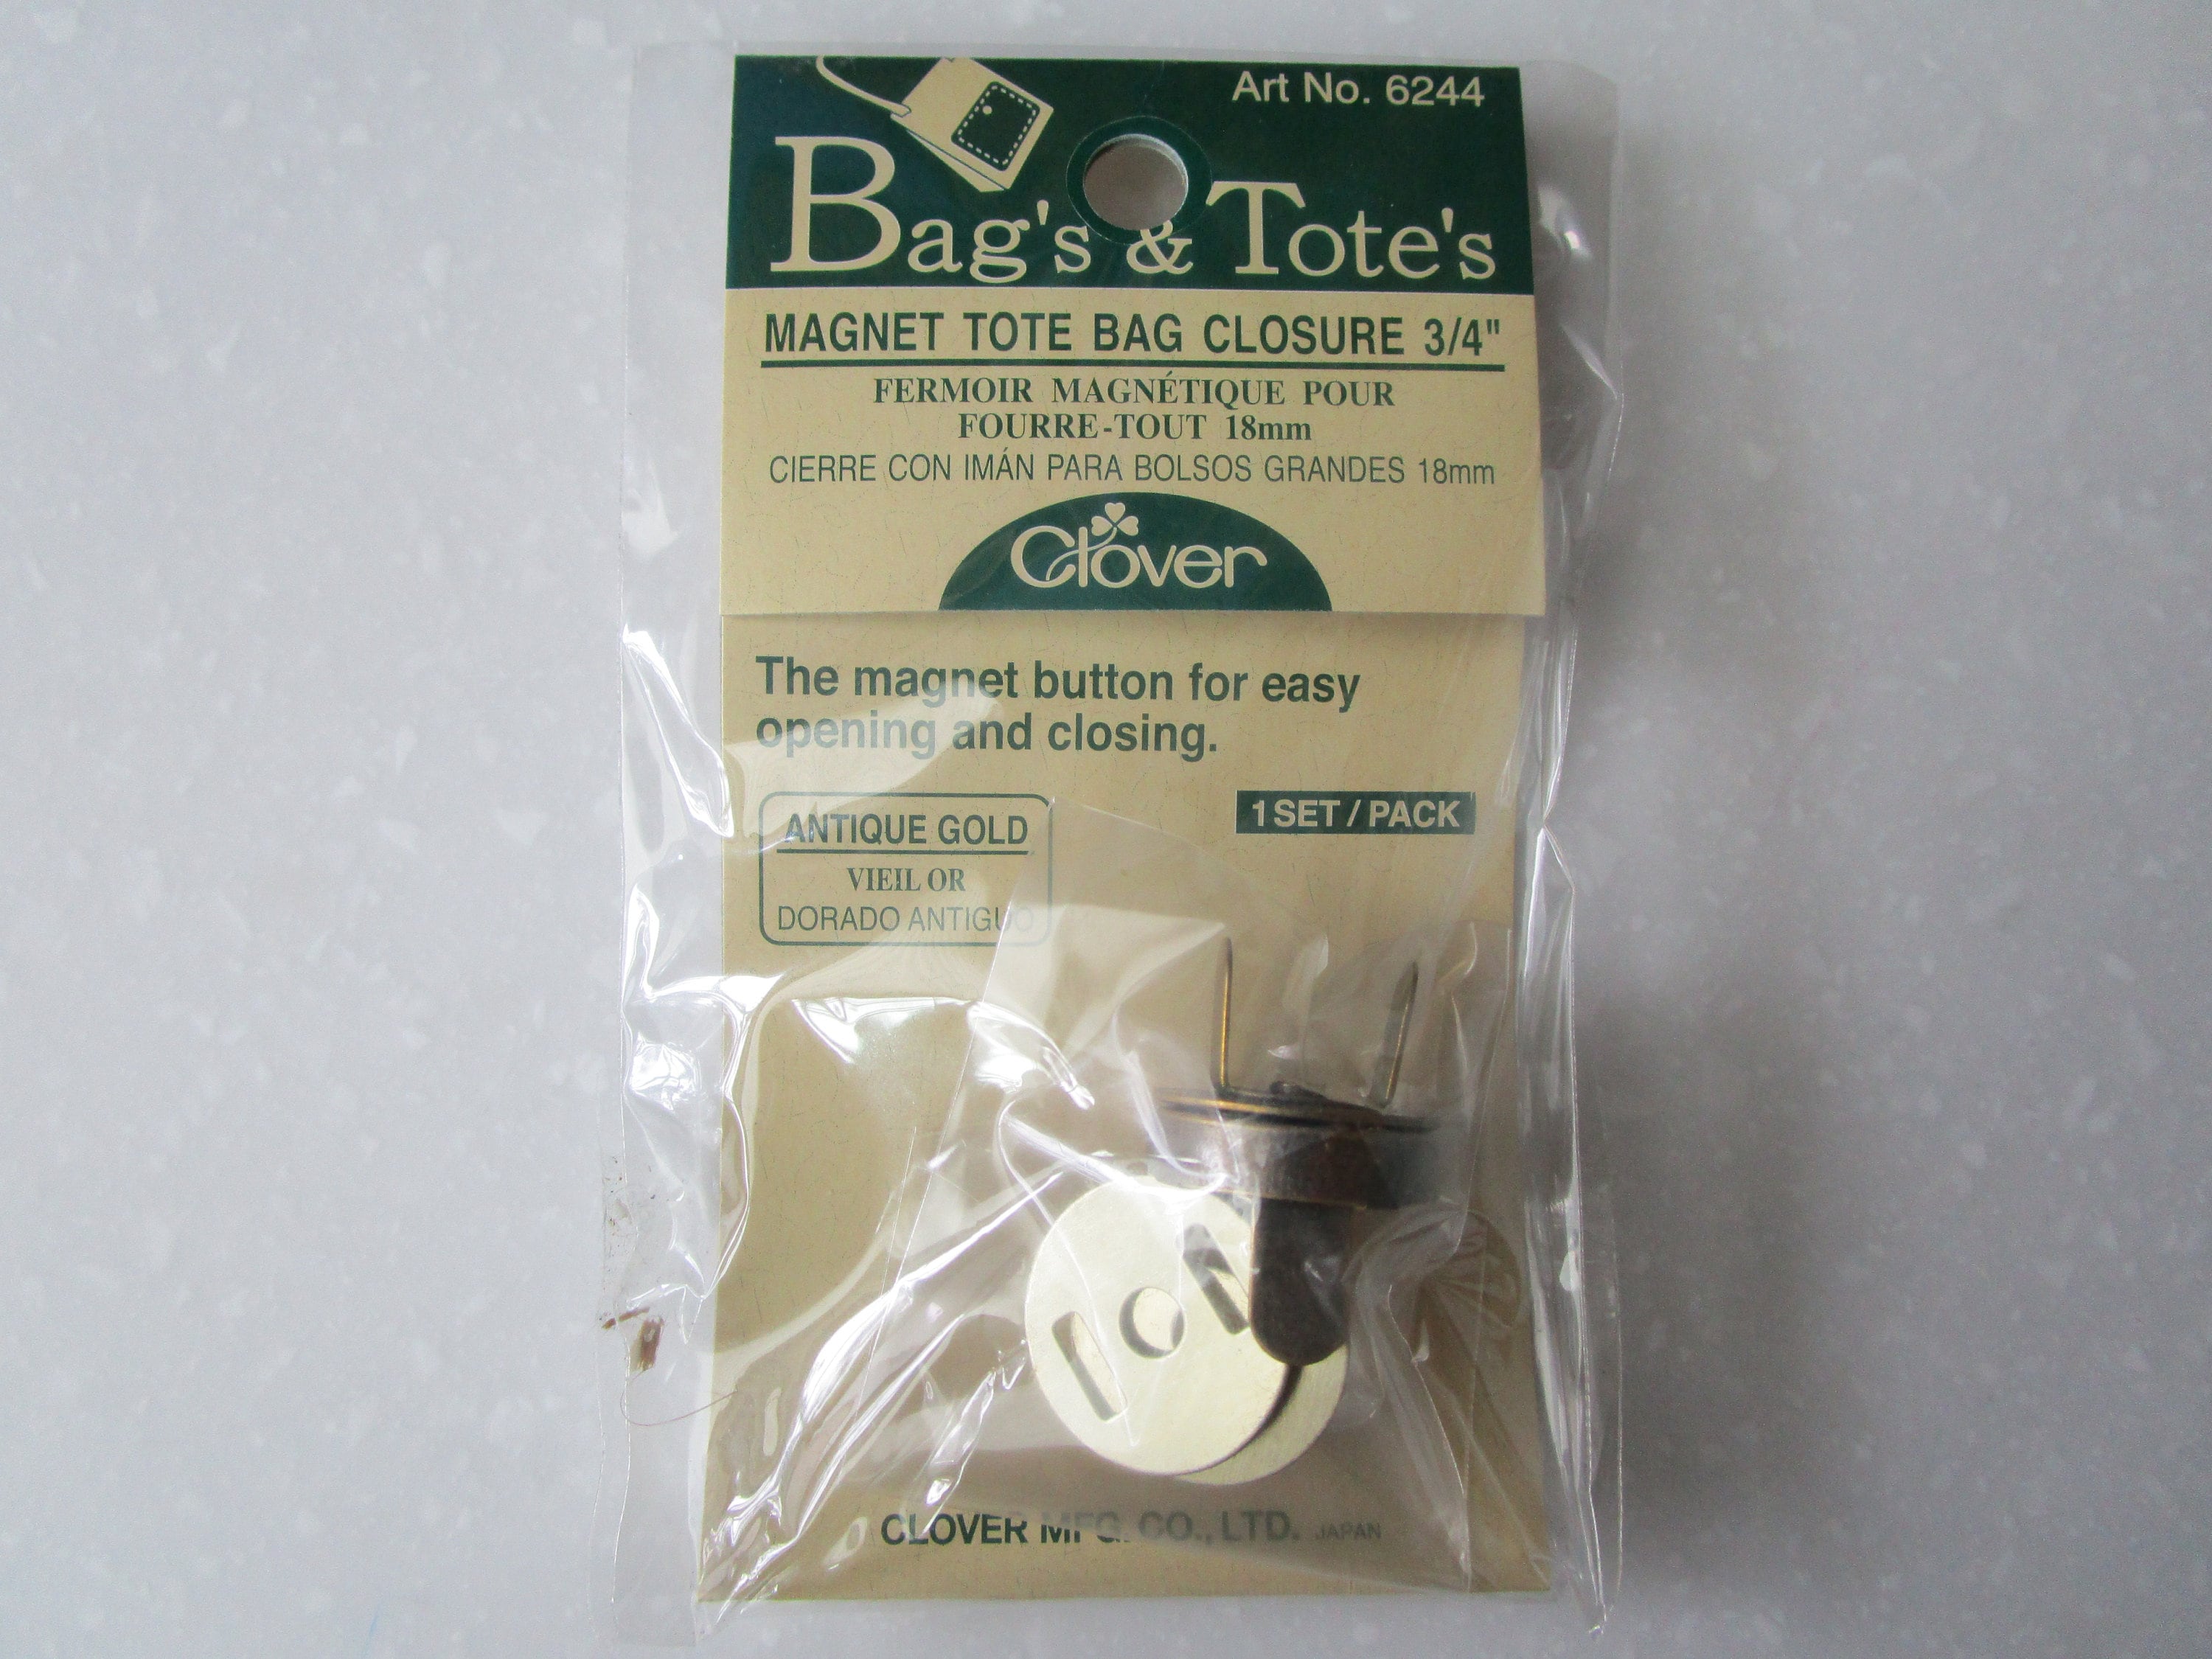 Art No. 6244
Bag's & Tote's
MAGNET TOTE BAG CLOSURE 3/4"
FERMOIR MAGNÉTIQUE POUR
FOURRE-TOUT 18mm
CIERRE CON IMÁN PARA BOLSOS GRANDES 18mm
Clover
The magnet button for easy
opening and closing.
ANTIQUE GOLD
VIEIL OR
DORADO ANTIGUO
1 SET / PACK
CLOVER MFG. CO., LTD. JAPAN